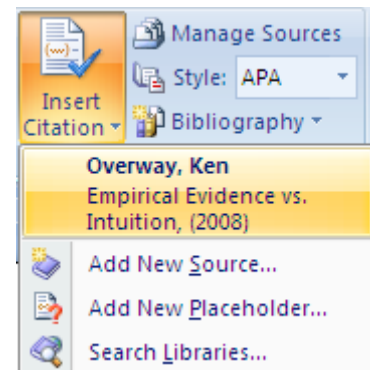 Manage Sources
Style: APA
Insert
Citation
Bibliography
Overway, Ken
Empirical Evidence vs.
Intuition, (2008)
Add New Source...
Add New Placeholder...
Search Libraries...